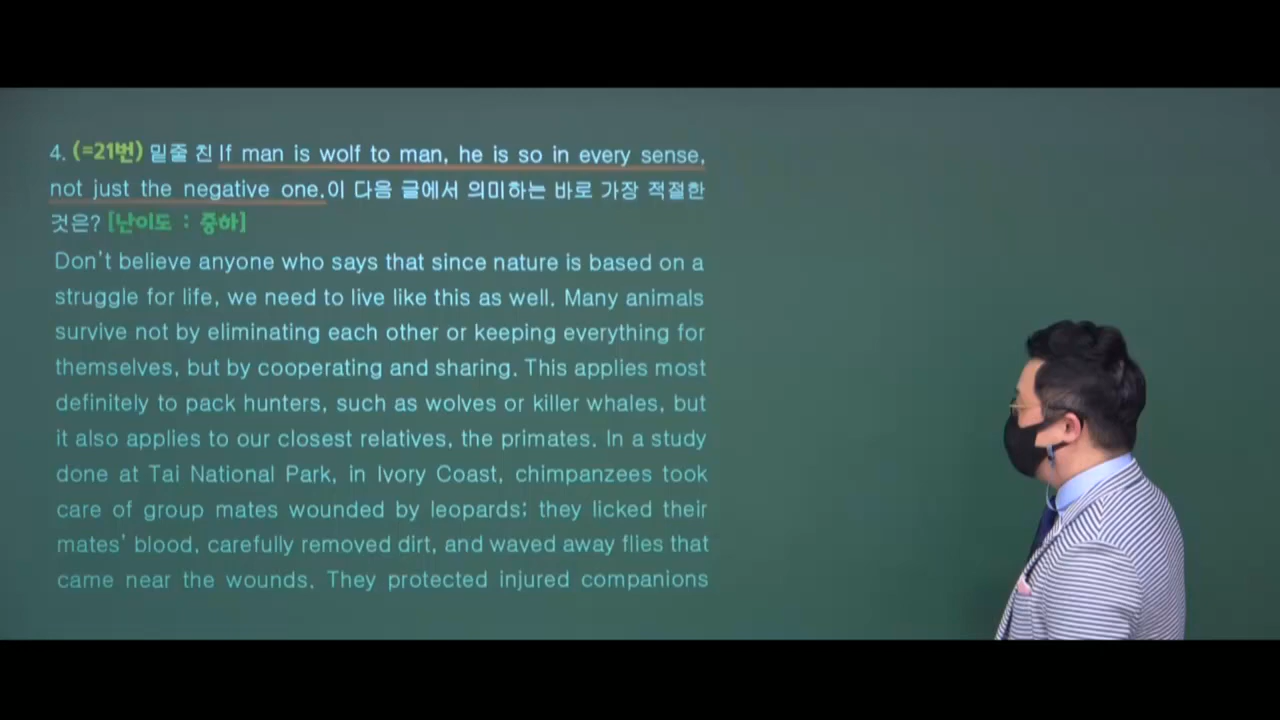 4. (=21번) 밑줄 친 If man is wolf to man, he is so in every sense,
not just the negative one.이 다음 글에서 의미하는 바로 가장 적절한
것은? [난이도 : 중하]
Don't believe anyone who says that since nature is based on a
struggle for life, we need to live like this as well. Many animals
survive not by eliminating each other or keeping everything for
themselves, but by cooperating and sharing. This applies most
definitely to pack hunters, such as wolves or killer whales, but
it also applies to our closest relatives, the primates. In a study
done at Tai National Park, in Ivory Coast, chimpanzees took
care of group mates wounded by leopards; they licked their
mates' blood, carefully removed dirt, and waved away flies that
came near the wounds. They protected injured companions